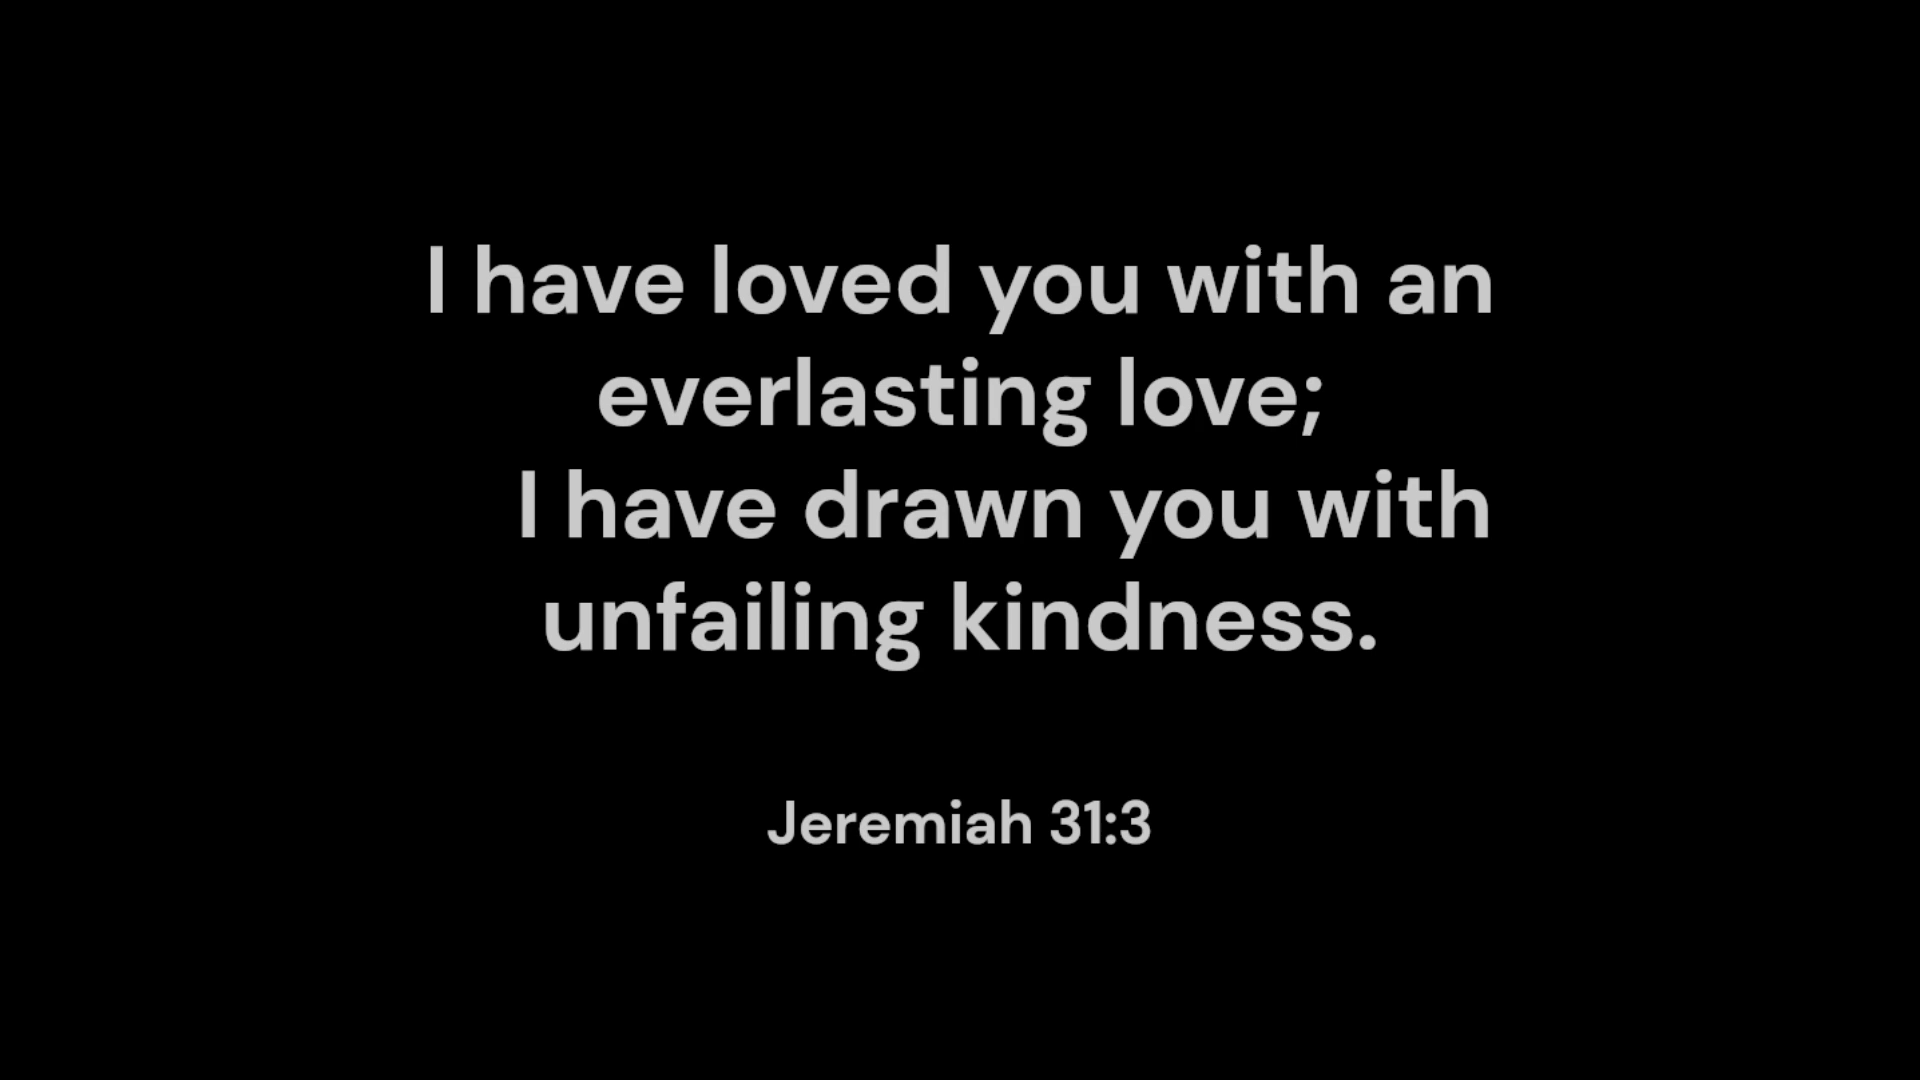 I have loved you with an
everlasting love;
I have drawn you with
unfailing kindness.
Jeremiah 31:3